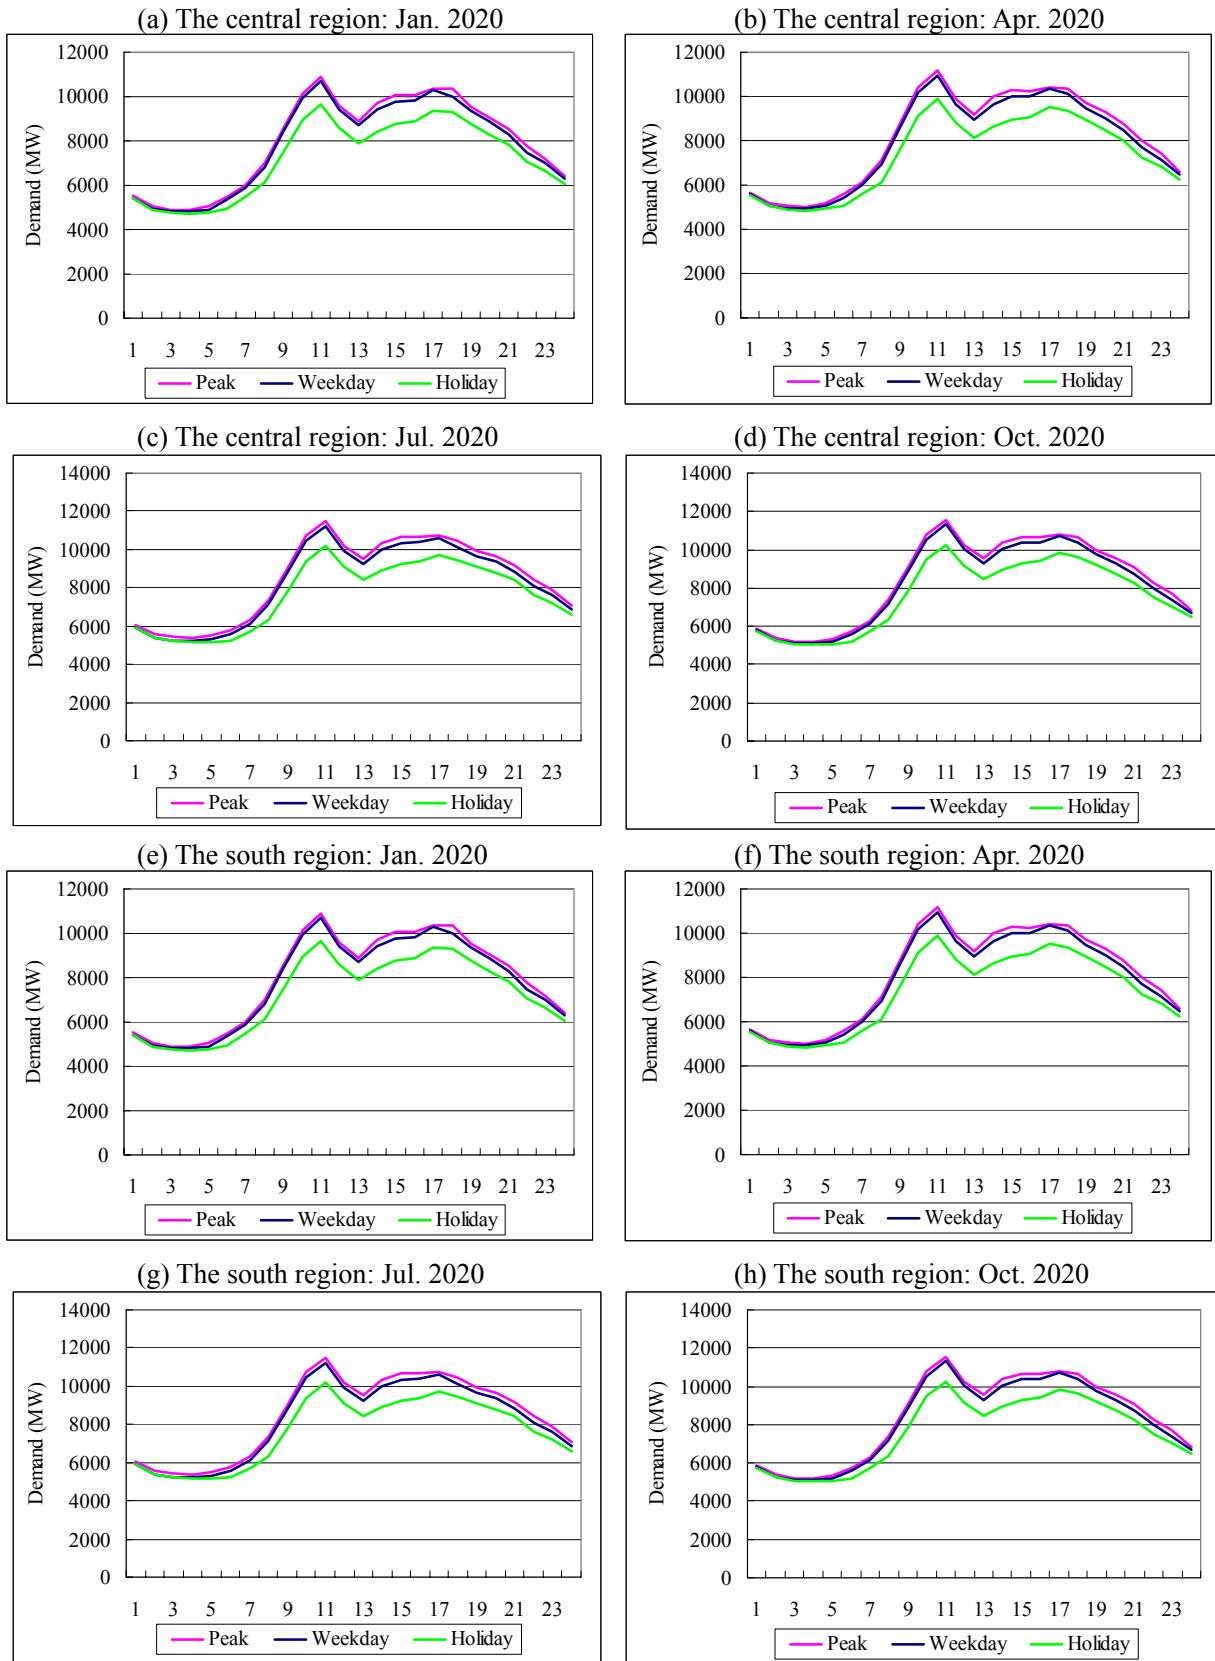 (a) The central region: Jan. 2020
12000
10000
8000
6000
4000
2000
0
Demand (MW)
1 3 5 7 9 11 13 15 17 19 21 23
Peak Weekday Holiday
(b) The central region: Apr. 2020
12000
10000
8000
6000
4000
2000
0
Demand (MW)
1 3 5 7 9 11 13 15 17 19 21 23
Peak Weekday Holiday
(c) The central region: Jul. 2020
14000
12000
10000
8000
6000
4000
2000
0
Demand (MW)
1 3 5 7 9 11 13 15 17 19 21 23
Peak Weekday Holiday
(d) The central region: Oct. 2020
14000
12000
10000
8000
6000
4000
2000
0
Demand (MW)
1 3 5 7 9 11 13 15 17 19 21 23
Peak Weekday Holiday
(e) The south region: Jan. 2020
12000
10000
8000
6000
4000
2000
0
Demand (MW)
1 3 5 7 9 11 13 15 17 19 21 23
Peak Weekday Holiday
(f) The south region: Apr. 2020
12000
10000
8000
6000
4000
2000
0
Demand (MW)
1 3 5 7 9 11 13 15 17 19 21 23
Peak Weekday Holiday
(g) The south region: Jul. 2020
14000
12000
10000
8000
6000
4000
2000
0
Demand (MW)
1 3 5 7 9 11 13 15 17 19 21 23
Peak Weekday Holiday
(h) The south region: Oct. 2020
14000
12000
10000
8000
6000
4000
2000
0
Demand (MW)
1 3 5 7 9 11 13 15 17 19 21 23
Peak Weekday Holiday